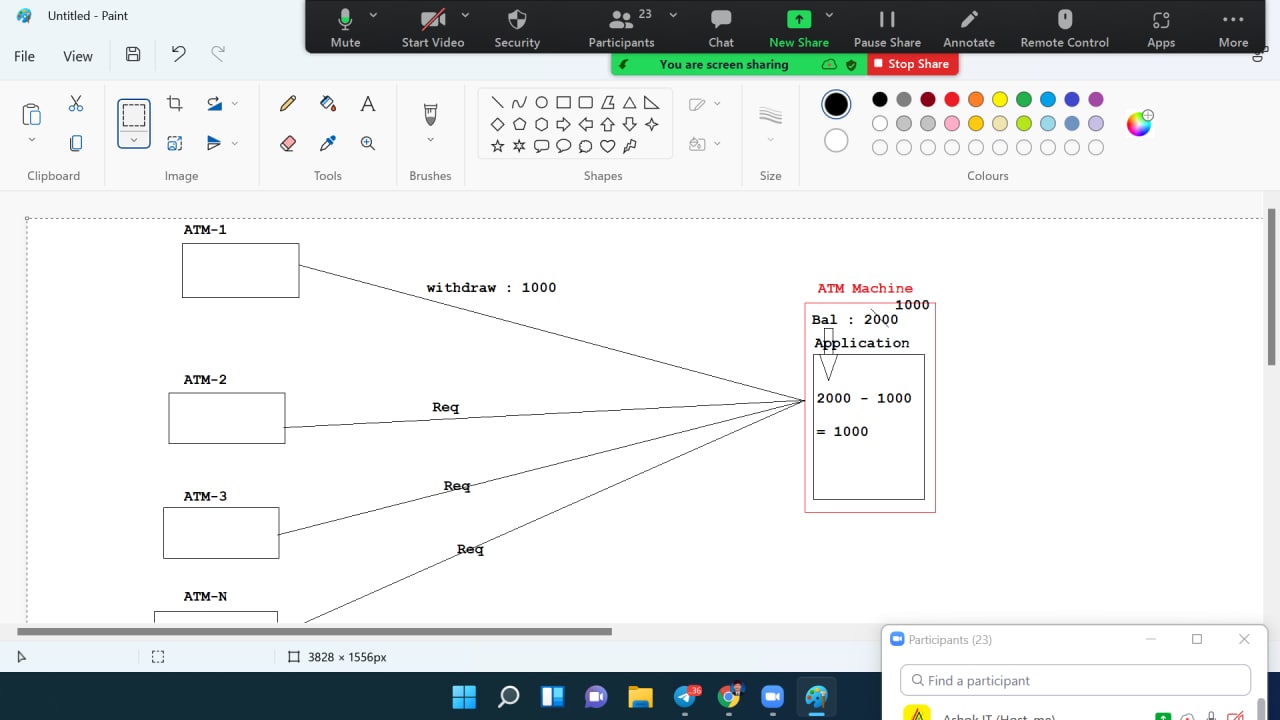 Untitled - Paint
23
Mute
Start Video
Security
Participants
Chat
New Share
Pause Share
Annotate
Remote Control
Apps
More
You are screen sharing
Stop Share
File
View
Clipboard
Image
Tools
Brushes
Shapes
Size
Colours
ATM-1
withdraw : 1000
ATM Machine
1000
Bal : 2000
Application
2000 - 1000
= 1000
ATM-2
Req
ATM-3
Req
Req
ATM-N
3828 × 1556px
Participants (23)
Find a participant
Ashok IT (Host, me)
36